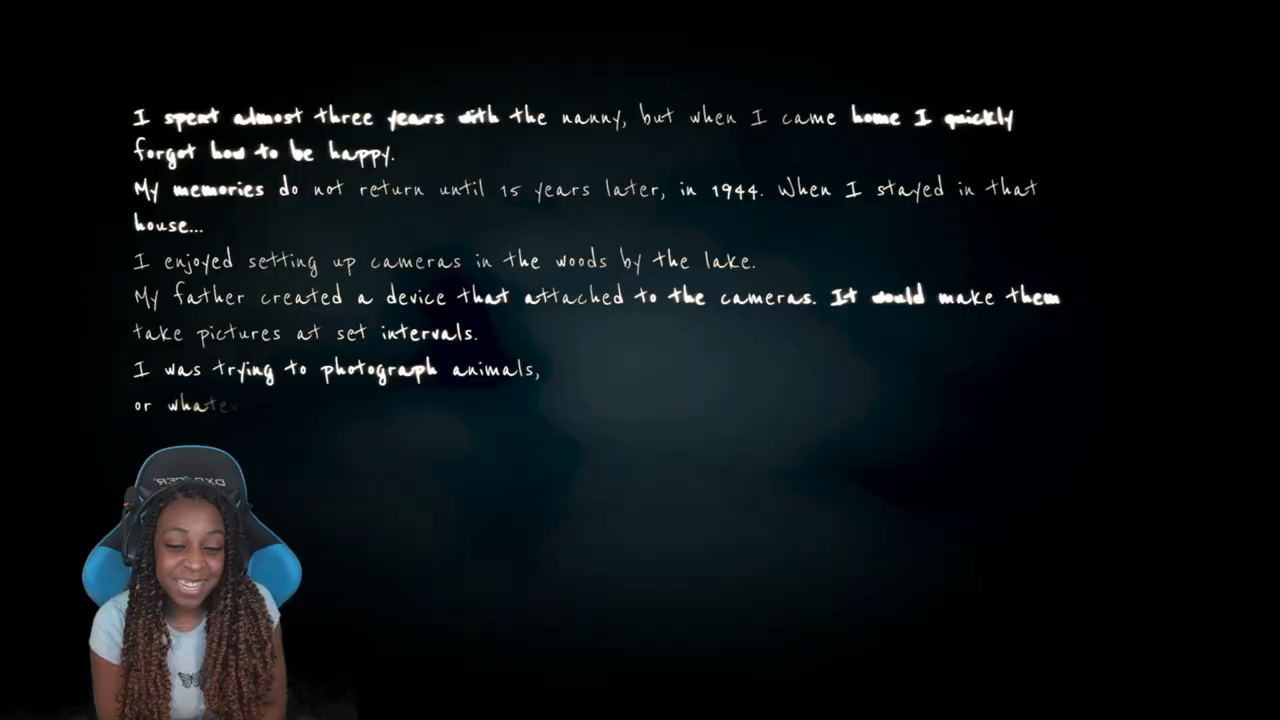 I spent almost three years with the nanny, but when I came home I quickly
forgot how to be happy.
My memories do not return until 15 years later, in 1944. When I stayed in that
house...
I enjoyed setting up cameras in the woods by the lake.
My father created a device that attached to the cameras. It would make them
take pictures at set intervals.
I was trying to photograph animals,
or whate
DXRACER